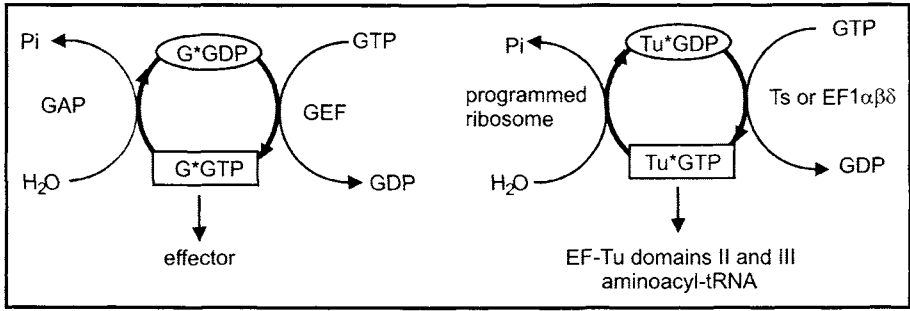 Pi
G*GDP
GTP
GAP
GEF
H2O
G*GTP
GDP
effector
Pi
Tu*GDP
GTP
programmed
ribosome
Ts or EF1αβδ
H2O
Tu*GTP
GDP
EF-Tu domains II and III
aminoacyl-tRNA